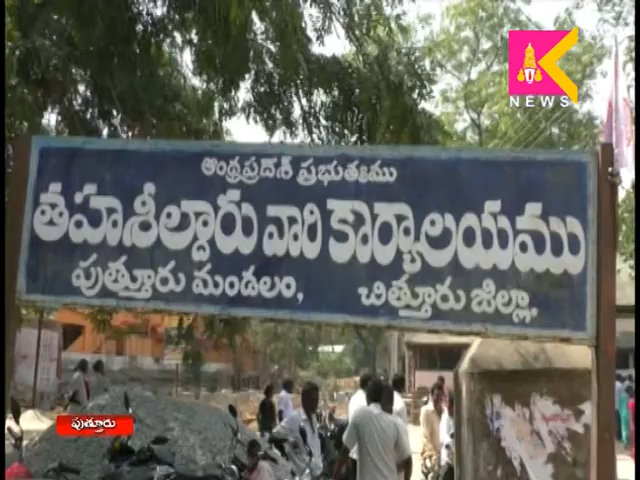 K
NEWS
ఆంధ్రప్రదేశ్ ప్రభుత్వము
తహశీల్దారు వారి కార్యాలయము
పుత్తూరు మండలం, చిత్తూరు జిల్లా.
పుత్తూరు